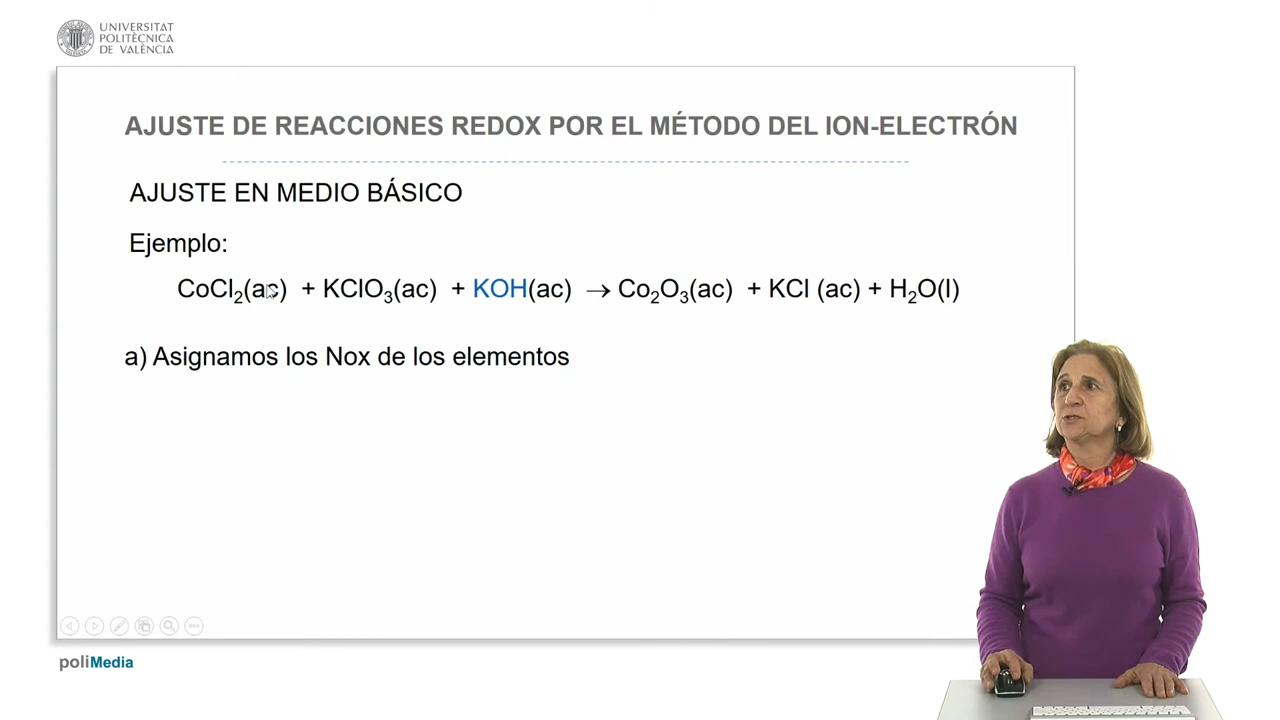 UNIVERSITAT
POLITÈCNICA
DE VALÈNCIA
AJUSTE DE REACCIONES REDOX POR EL MÉTODO DEL ION-ELECTRÓN
AJUSTE EN MEDIO BÁSICO
Ejemplo:
CoCl₂(ac) + KClO₃(ac) + KOH(ac) → Co₂O₃(ac) + KCl (ac) + H₂O(l)
a) Asignamos los Nox de los elementos
poliMedia